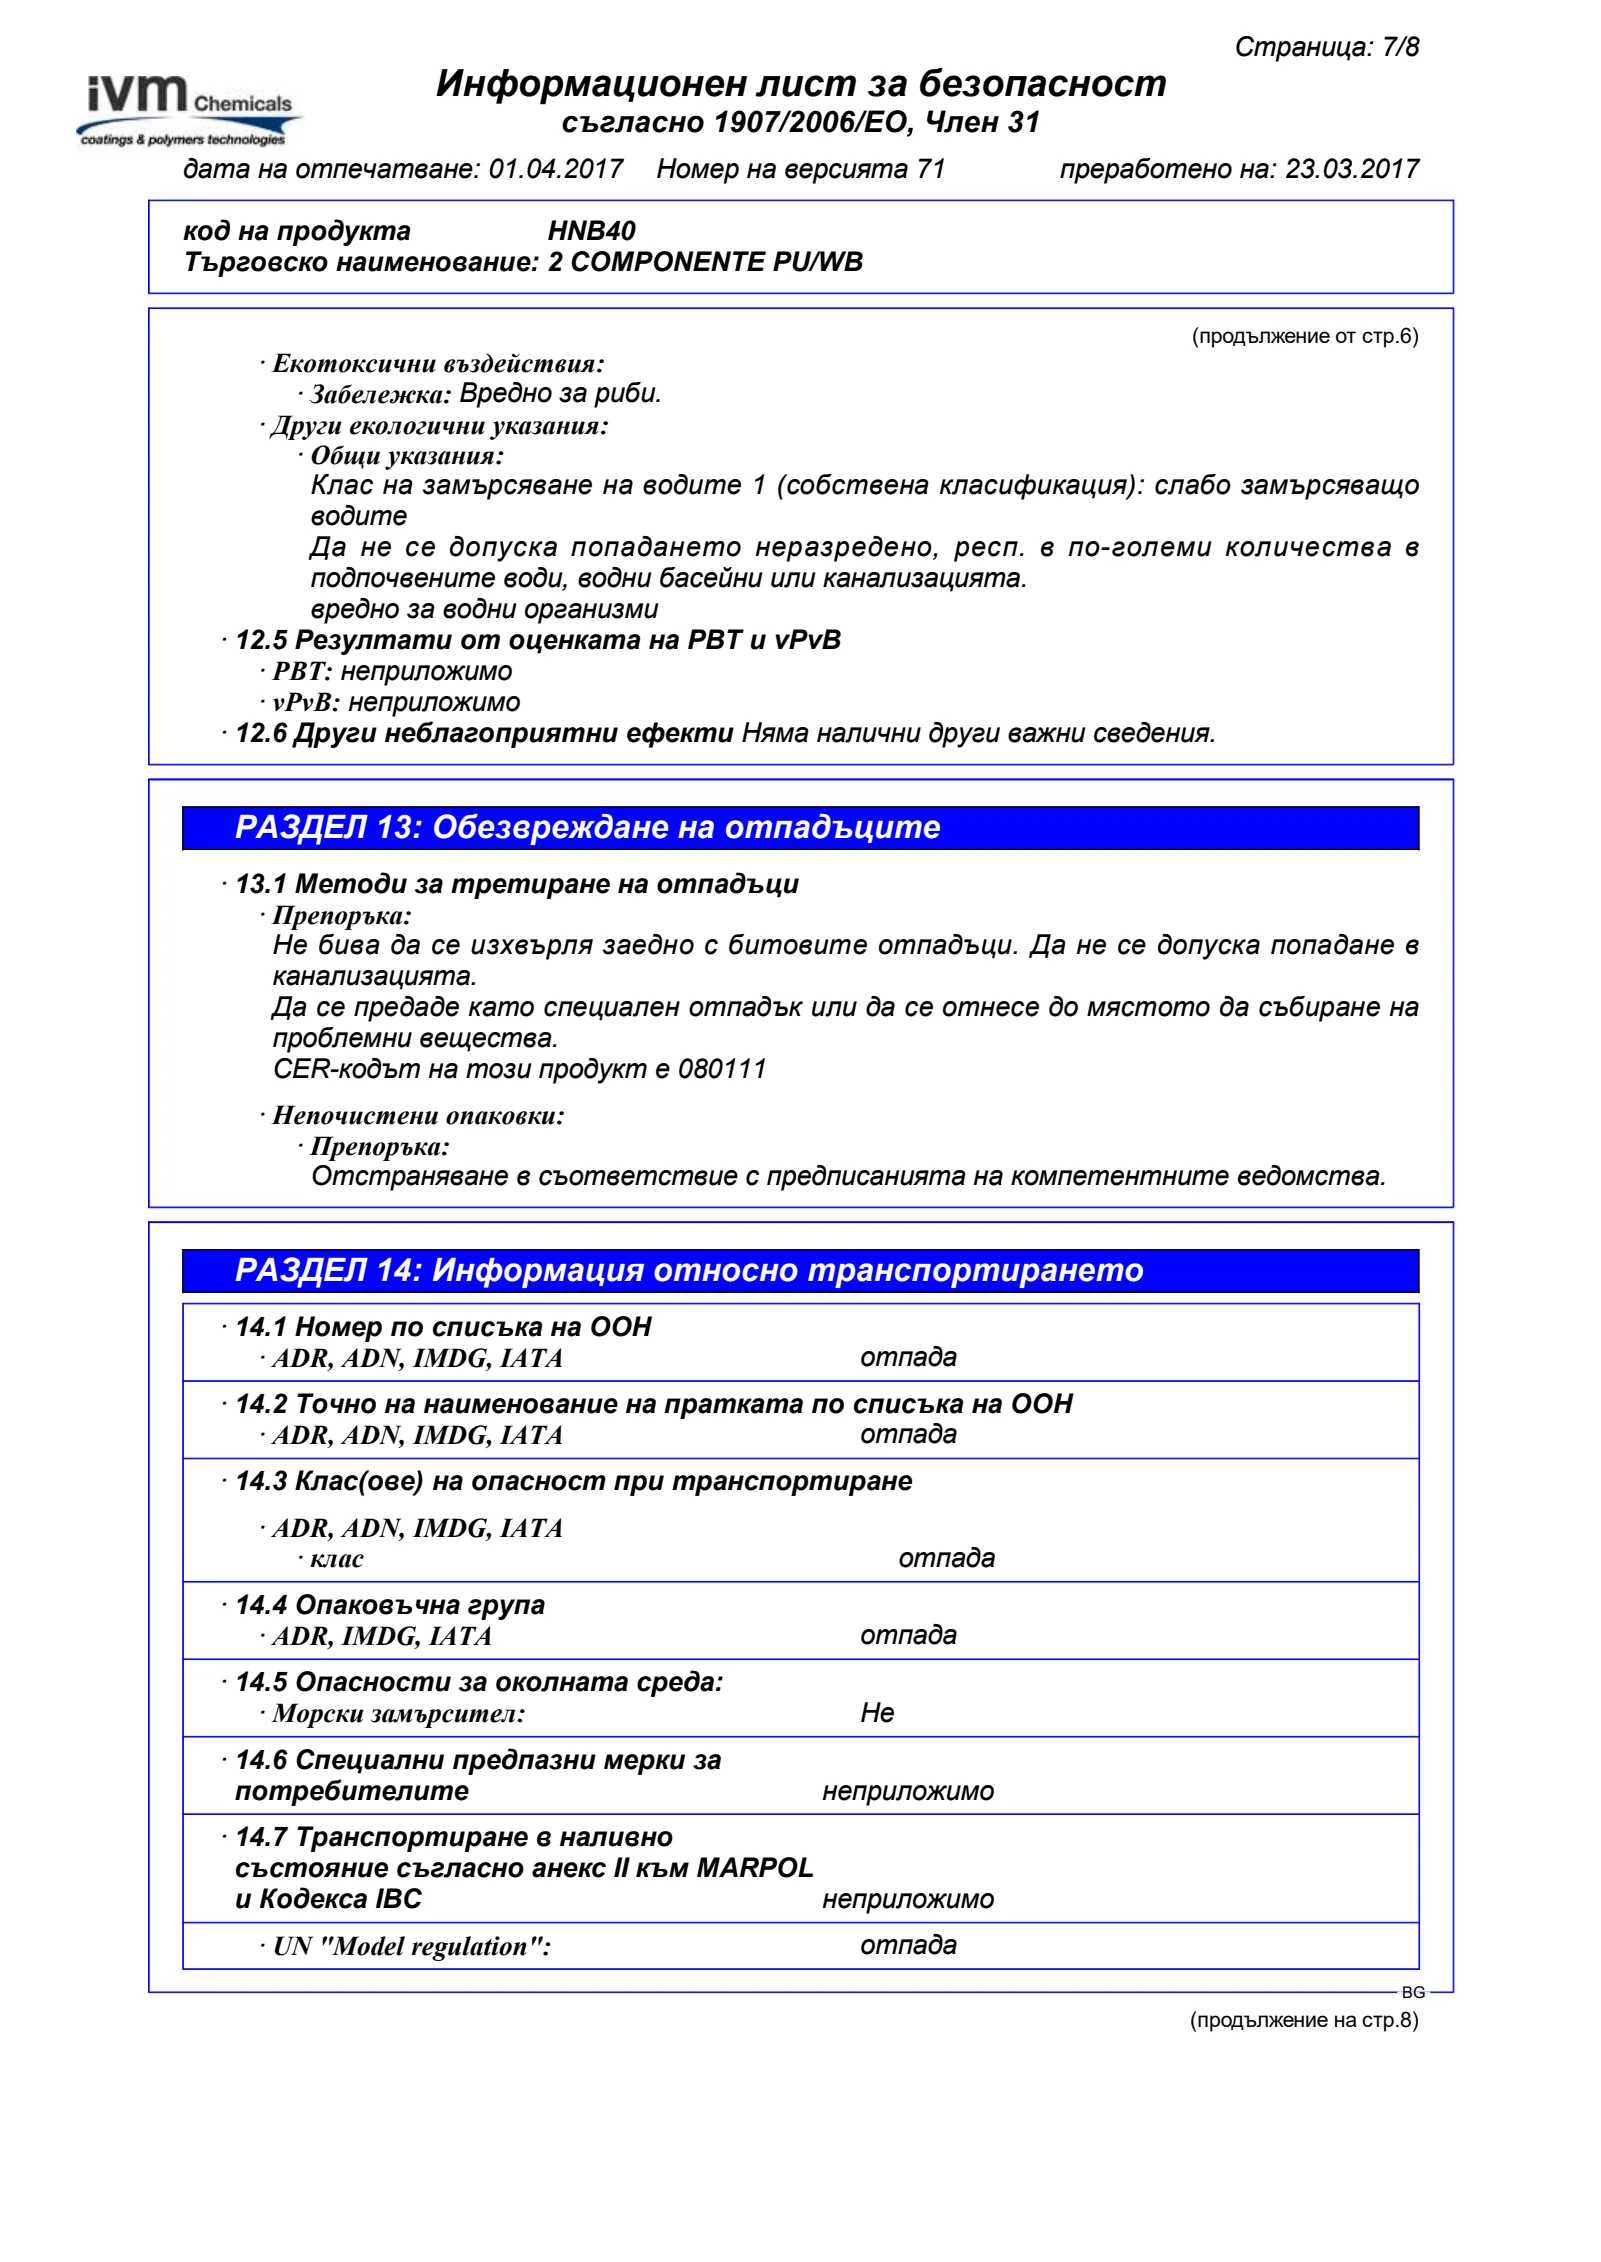 Страница: 7/8
ivm Chemicals
coatings & polymers technologies
Информационен лист за безопасност
съгласно 1907/2006/ЕО, Член 31
дата на отпечатване: 01.04.2017 Номер на версията 71 преработено на: 23.03.2017
код на продукта HNB40
Търговско наименование: 2 COMPONENTE PU/WB
(продължение от стр.6)
· Екотоксични въздействия:
· Забележка: Вредно за риби.
· Други екологични указания:
· Общи указания:
Клас на замърсяване на водите 1 (собствена класификация): слабо замърсяващо
водите
Да не се допуска попадането неразредено, респ. в по-големи количества в
подпочвените води, водни басейни или канализацията.
вредно за водни организми
· 12.5 Резултати от оценката на PBT и vPvB
· PBT: неприложимо
· vPvB: неприложимо
· 12.6 Други неблагоприятни ефекти Няма налични други важни сведения.
РАЗДЕЛ 13: Обезвреждане на отпадъците
· 13.1 Методи за третиране на отпадъци
· Препоръка:
Не бива да се изхвърля заедно с битовите отпадъци. Да не се допуска попадане в
канализацията.
Да се предаде като специален отпадък или да се отнесе до мястото да събиране на
проблемни вещества.
CER-кодът на този продукт е 080111
· Непочистени опаковки:
· Препоръка:
Отстраняване в съответствие с предписанията на компетентните ведомства.
РАЗДЕЛ 14: Информация относно транспортирането
· 14.1 Номер по списъка на ООН
· ADR, ADN, IMDG, IATA отпада
· 14.2 Точно на наименование на пратката по списъка на ООН
· ADR, ADN, IMDG, IATA отпада
· 14.3 Клас(ове) на опасност при транспортиране
· ADR, ADN, IMDG, IATA
· клас отпада
· 14.4 Опаковъчна група
· ADR, IMDG, IATA отпада
· 14.5 Опасности за околната среда:
· Морски замърсител: Не
· 14.6 Специални предпазни мерки за
потребителите неприложимо
· 14.7 Транспортиране в наливно
състояние съгласно анекс II към MARPOL
и Кодекса IBC неприложимо
· UN "Model regulation": отпада
BG
(продължение на стр.8)